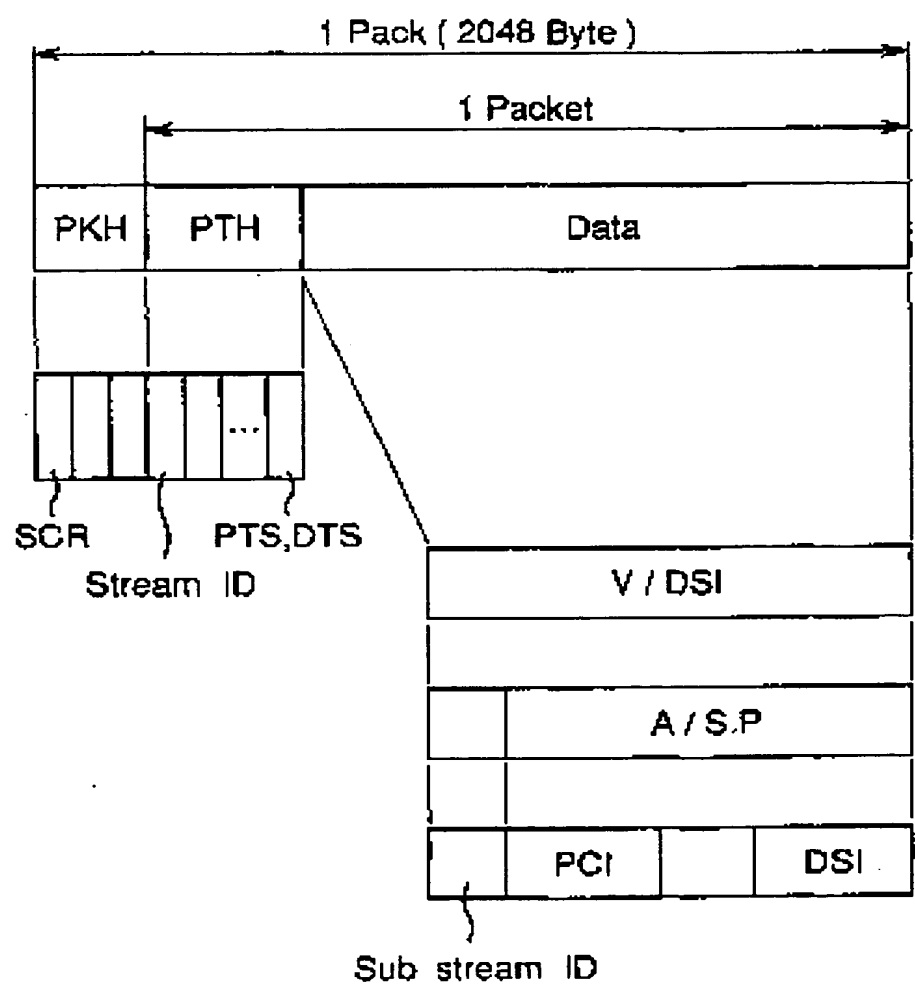 1 Pack ( 2048 Byte )
1 Packet
PKH PTH Data
...
SCR PTS,DTS
Stream ID
V / DSI
A / S.P
PCI DSI
Sub stream ID